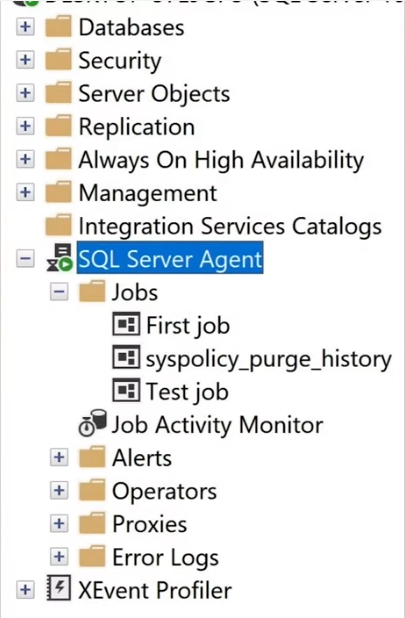 Databases
Security
Server Objects
Replication
Always On High Availability
Management
Integration Services Catalogs
SQL Server Agent
Jobs
First job
syspolicy_purge_history
Test job
Job Activity Monitor
Alerts
Operators
Proxies
Error Logs
XEvent Profiler